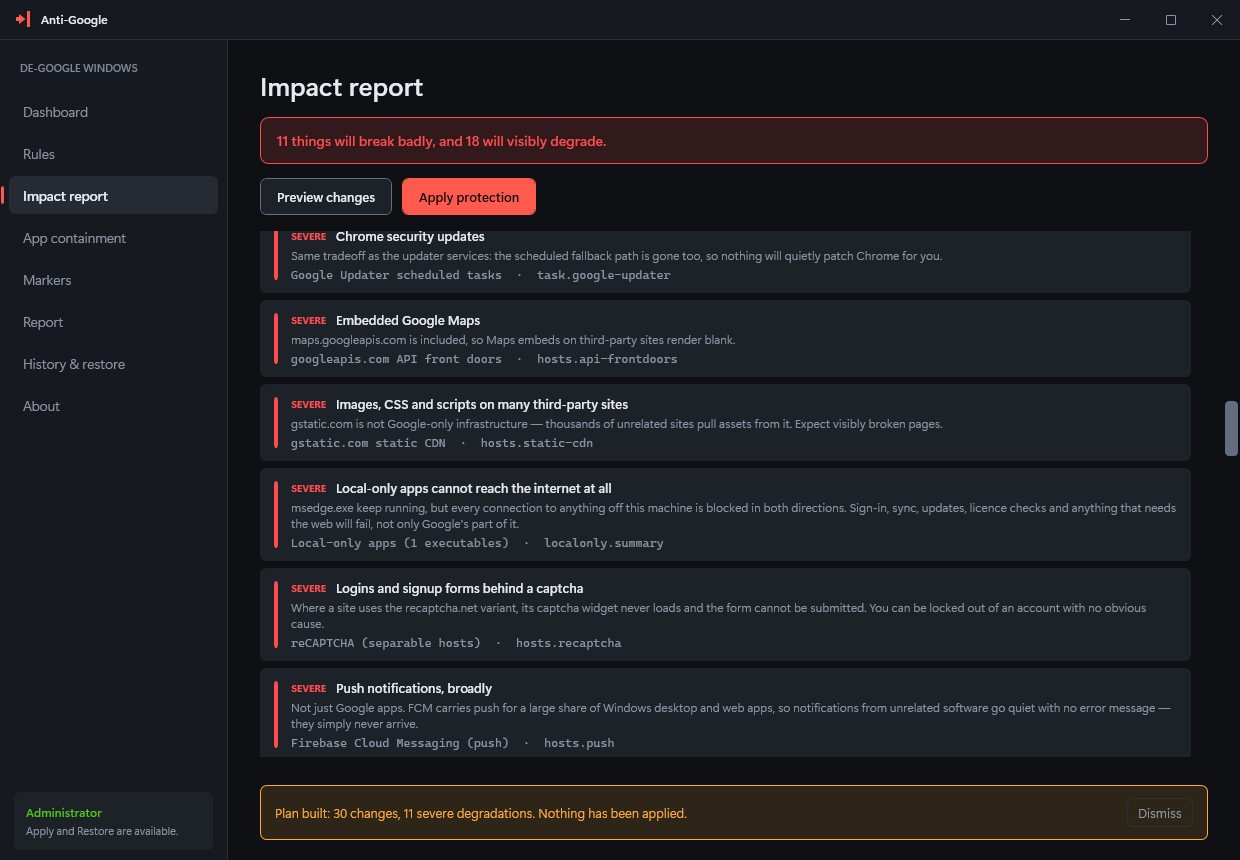 Anti-Google
DE-GOOGLE WINDOWS
Dashboard
Rules
Impact report
App containment
Markers
Report
History & restore
About
Administrator
Apply and Restore are available.
Impact report
11 things will break badly, and 18 will visibly degrade.
Preview changes
Apply protection
SEVERE Chrome security updates
Same tradeoff as the updater services: the scheduled fallback path is gone too, so nothing will quietly patch Chrome for you.
Google Updater scheduled tasks · task.google-updater
SEVERE Embedded Google Maps
maps.googleapis.com is included, so Maps embeds on third-party sites render blank.
googleapis.com API front doors · hosts.api-frontdoors
SEVERE Images, CSS and scripts on many third-party sites
gstatic.com is not Google-only infrastructure — thousands of unrelated sites pull assets from it. Expect visibly broken pages.
gstatic.com static CDN · hosts.static-cdn
SEVERE Local-only apps cannot reach the internet at all
msedge.exe keep running, but every connection to anything off this machine is blocked in both directions. Sign-in, sync, updates, licence checks and anything that needs
the web will fail, not only Google's part of it.
Local-only apps (1 executables) · localonly.summary
SEVERE Logins and signup forms behind a captcha
Where a site uses the recaptcha.net variant, its captcha widget never loads and the form cannot be submitted. You can be locked out of an account with no obvious
cause.
reCAPTCHA (separable hosts) · hosts.recaptcha
SEVERE Push notifications, broadly
Not just Google apps. FCM carries push for a large share of Windows desktop and web apps, so notifications from unrelated software go quiet with no error message —
they simply never arrive.
Firebase Cloud Messaging (push) · hosts.push
Plan built: 30 changes, 11 severe degradations. Nothing has been applied.
Dismiss